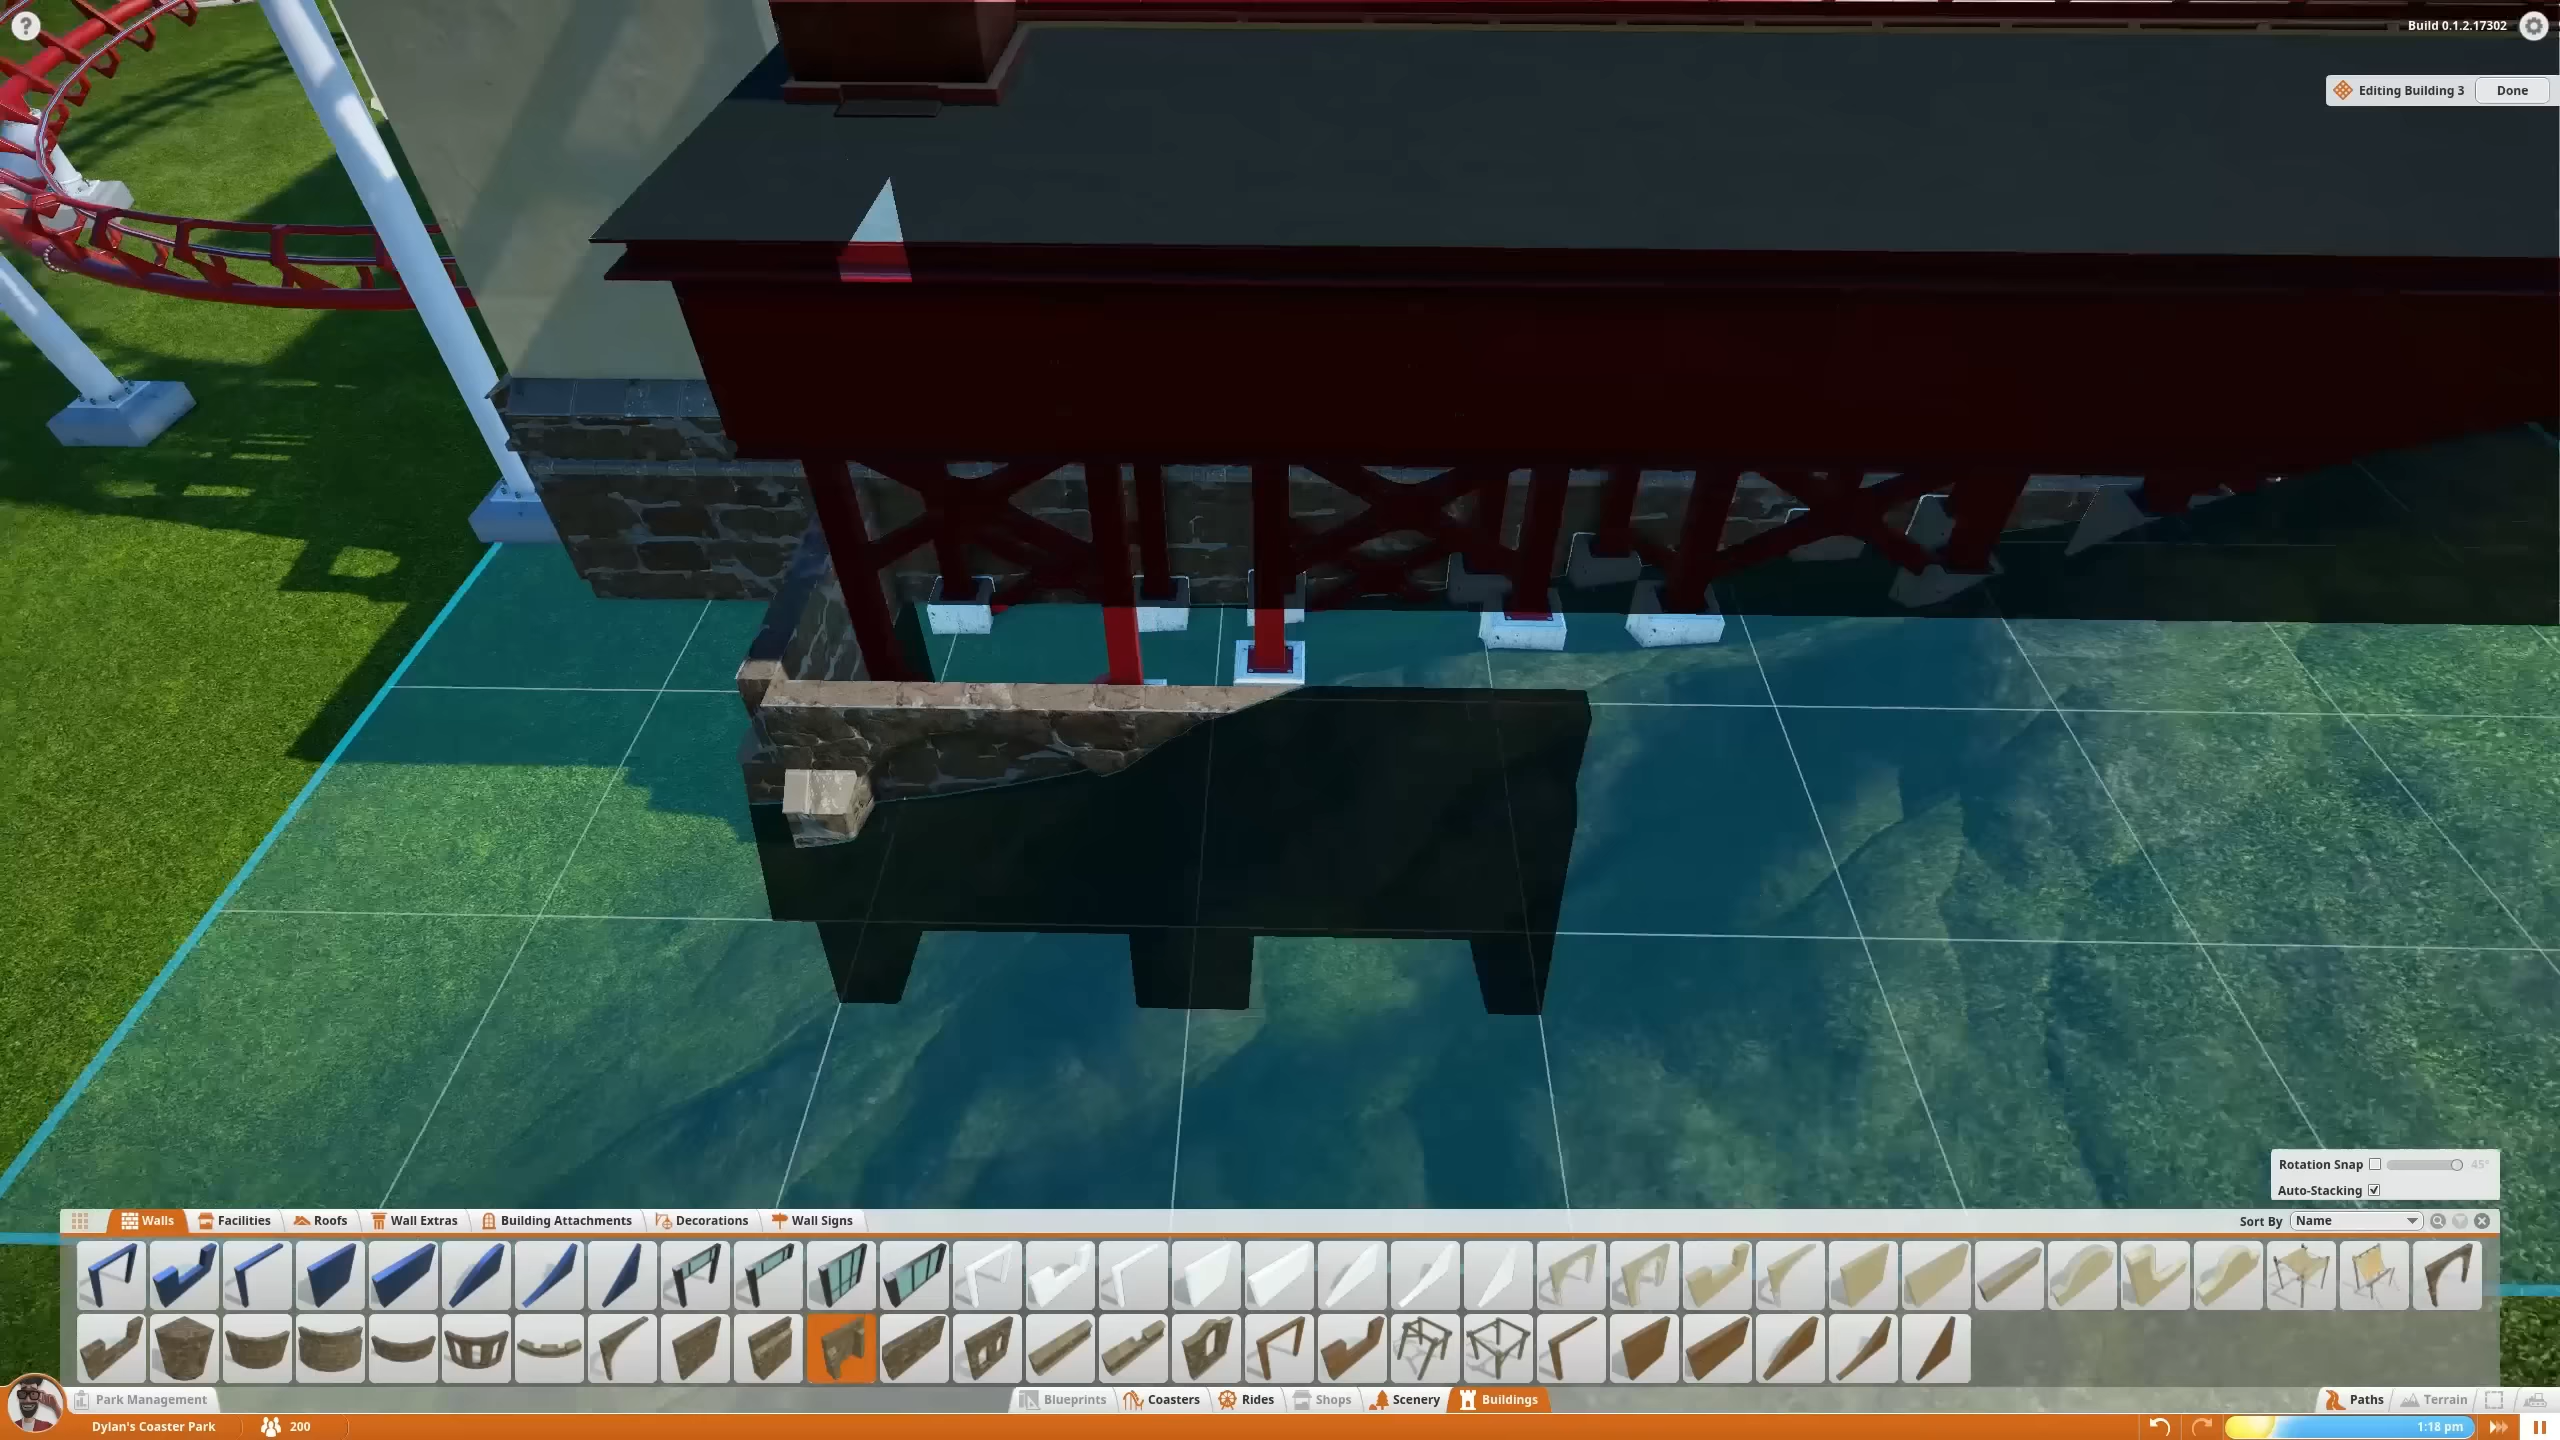 ?
Build 0.1.2.17302
Editing Building 3
Done
Rotation Snap
45°
Auto-Stacking
Walls
Facilities
Roofs
Wall Extras
Building Attachments
Decorations
Wall Signs
Sort By
Name
Park Management
Blueprints
Coasters
Rides
Shops
Scenery
Buildings
Paths
Terrain
Dylan's Coaster Park
200
1:18 pm